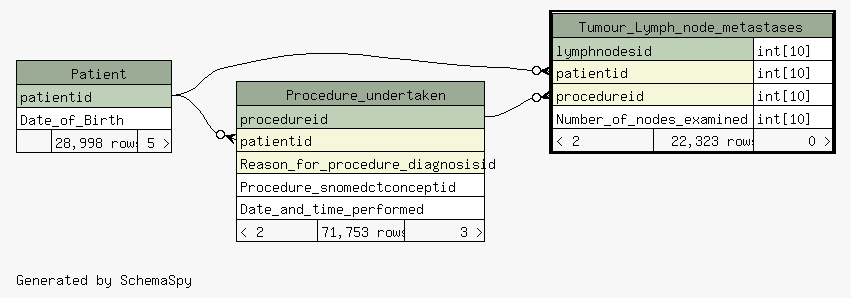 Tumour_Lymph_node_metastases
lymphnodesid int[10]
patientid int[10]
procedureid int[10]
Number_of_nodes_examined int[10]
< 2 22,323 rows 0 >
Patient
patientid
Date_of_Birth
28,998 rows 5 >
Procedure_undertaken
procedureid
patientid
Reason_for_procedure_diagnosisid
Procedure_snomedctconceptid
Date_and_time_performed
< 2 71,753 rows 3 >
Generated by SchemaSpy